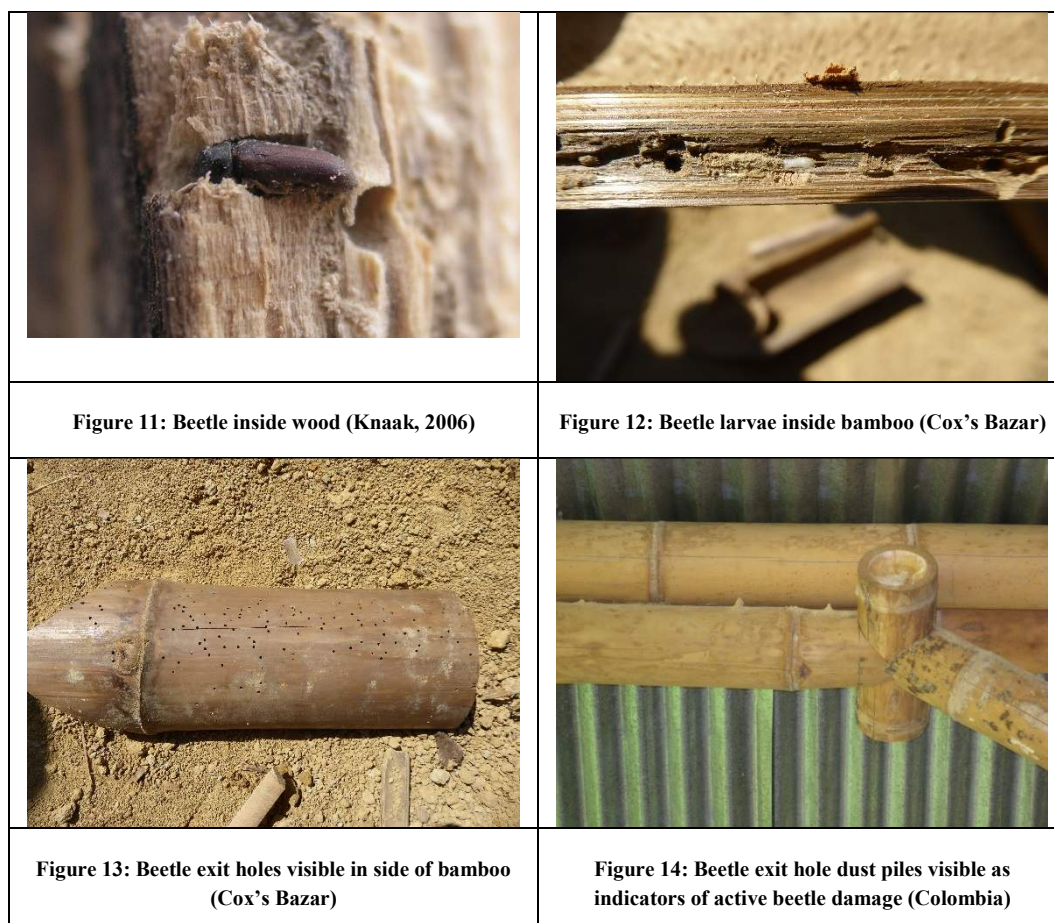 Figure 11: Beetle inside wood (Knaak, 2006)
Figure 12: Beetle larvae inside bamboo (Cox's Bazar)
Figure 13: Beetle exit holes visible in side of bamboo
(Cox's Bazar)
Figure 14: Beetle exit hole dust piles visible as
indicators of active beetle damage (Colombia)